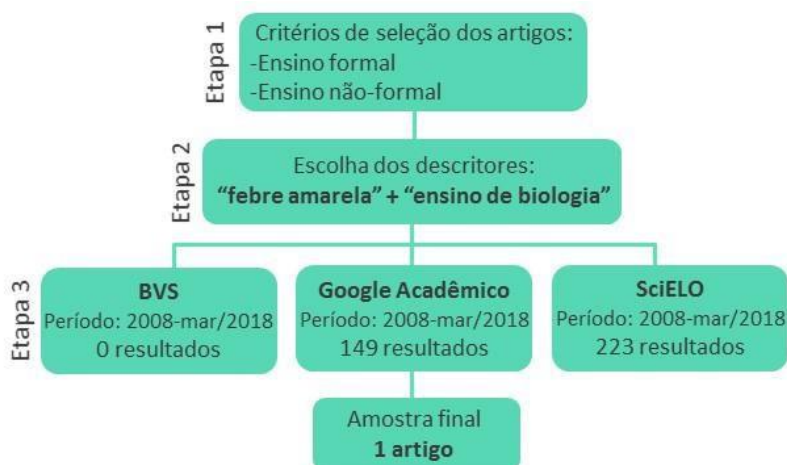 Etapa 1
Critérios de seleção dos artigos:
-Ensino formal
-Ensino não-formal
Etapa 2
Escolha dos descritores:
“febre amarela” + “ensino de biologia”
Etapa 3
BVS
Período: 2008-mar/2018
0 resultados
Google Acadêmico
Período: 2008-mar/2018
149 resultados
SciELO
Período: 2008-mar/2018
223 resultados
Amostra final
1 artigo